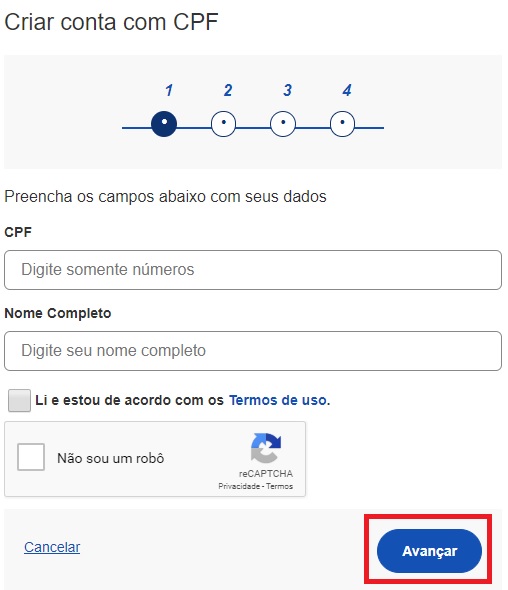 Criar conta com CPF
1 2 3 4
Preencha os campos abaixo com seus dados
CPF
Digite somente números
Nome Completo
Digite seu nome completo
Li e estou de acordo com os Termos de uso.
Não sou um robô
reCAPTCHA
Privacidade - Termos
Cancelar
Avançar